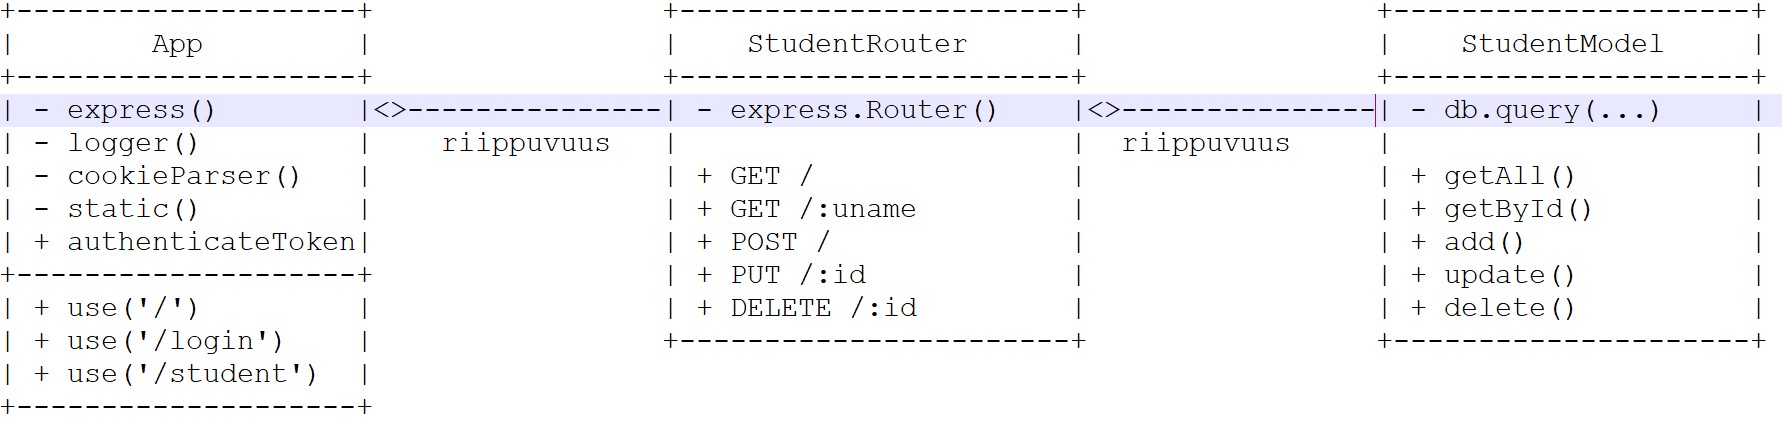 +--------------------+ +-----------------------+ +---------------------+
| App | | StudentRouter | | StudentModel |
+--------------------+ +-----------------------+ +---------------------+
| - express() |<>---------------| - express.Router() |<>---------------| - db.query(...) |
| - logger() | riippuvuus | | riippuvuus | |
| - cookieParser() | | + GET / | | + getAll() |
| - static() | | + GET /:uname | | + getById() |
| + authenticateToken| | + POST / | | + add() |
+--------------------+ | + PUT /:id | | + update() |
| + use('/') | | + DELETE /:id | | + delete() |
| + use('/login') | +-----------------------+ +---------------------+
| + use('/student') |
+--------------------+